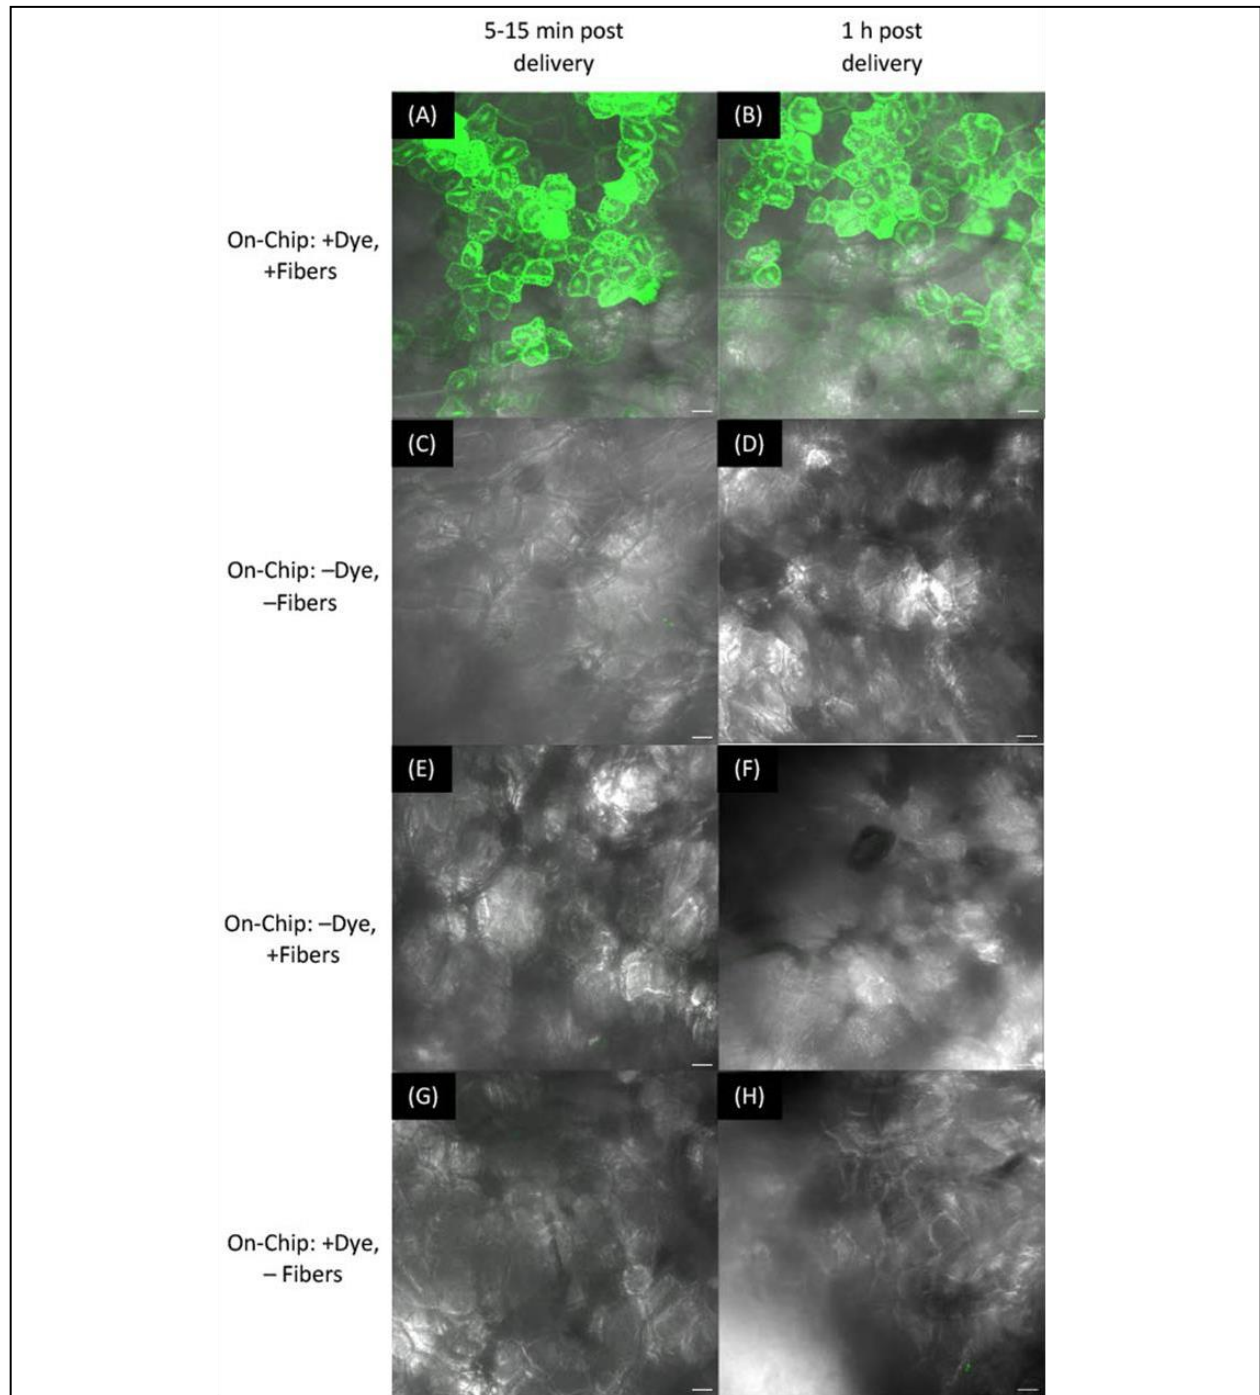 5-15 min post
delivery
1 h post
delivery
(A)
(B)
On-Chip: +Dye,
+Fibers
(C)
(D)
On-Chip: –Dye,
–Fibers
(E)
(F)
On-Chip: –Dye,
+Fibers
(G)
(H)
On-Chip: +Dye,
– Fibers